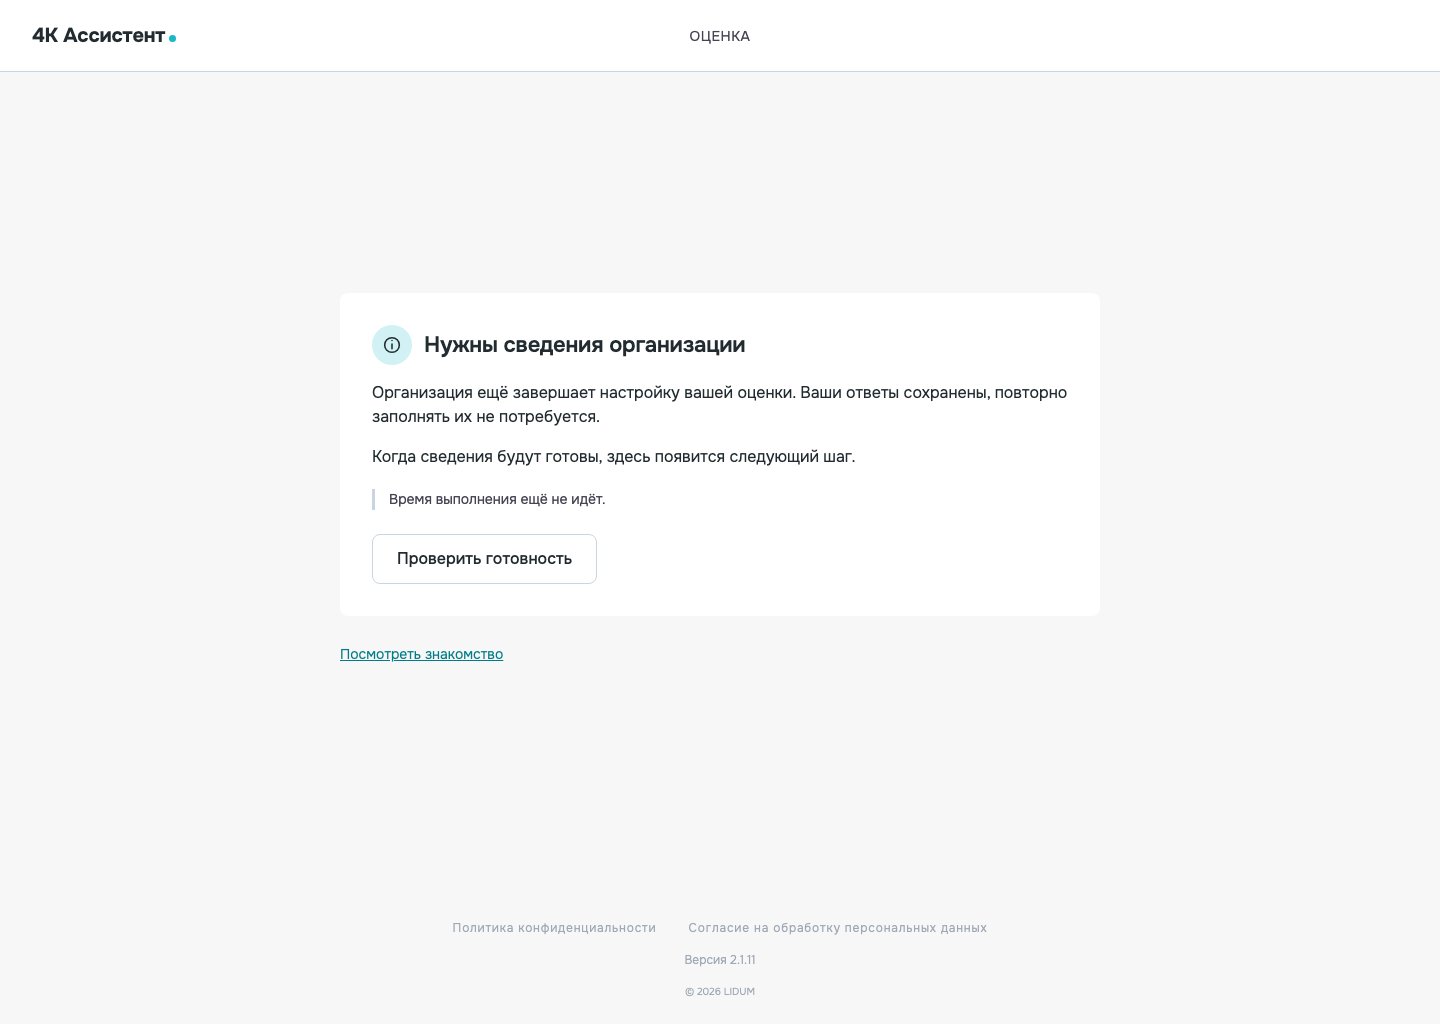 4K Ассистент
ОЦЕНКА
Нужны сведения организации
Организация ещё завершает настройку вашей оценки. Ваши ответы сохранены, повторно
заполнять их не потребуется.
Когда сведения будут готовы, здесь появится следующий шаг.
Время выполнения ещё не идёт.
Проверить готовность
Посмотреть знакомство
Политика конфиденциальности Согласие на обработку персональных данных
Версия 2.1.11
© 2026 LIDUM